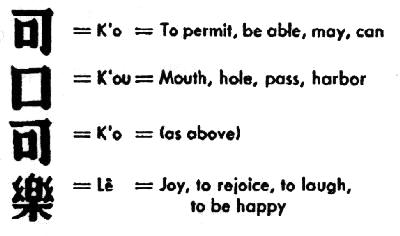 可 = K'o = To permit, be able, may, can
口 = K'ou = Mouth, hole, pass, harbor
可 = K'o = (as above)
樂 = Lê = Joy, to rejoice, to laugh,
to be happy